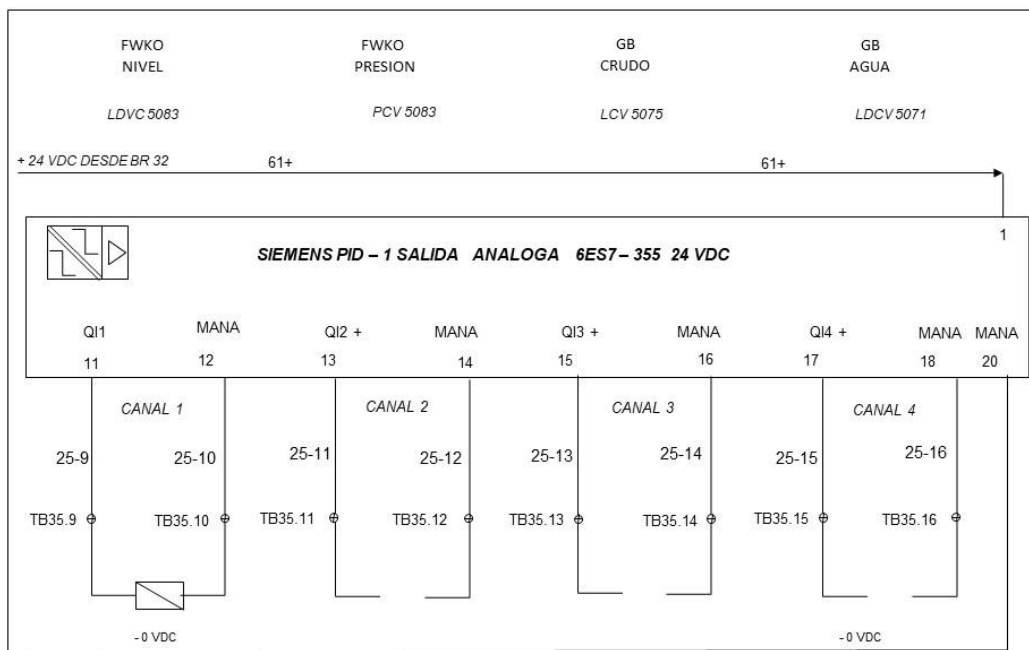 FWKO
NIVEL
FWKO
PRESION
GB
CRUDO
GB
AGUA
LDVC 5083
PCV 5083
LCV 5075
LDCV 5071
+ 24 VDC DESDE BR 32
61+
61+
1
SIEMENS PID – 1 SALIDA ANALOGA 6ES7 – 355 24 VDC
QI1
MANA
QI2 +
MANA
QI3 +
MANA
QI4 +
MANA
MANA
11
12
13
14
15
16
17
18
20
CANAL 1
CANAL 2
CANAL 3
CANAL 4
25-9
25-10
25-11
25-12
25-13
25-14
25-15
25-16
TB35.9
TB35.10
TB35.11
TB35.12
TB35.13
TB35.14
TB35.15
TB35.16
- 0 VDC
- 0 VDC